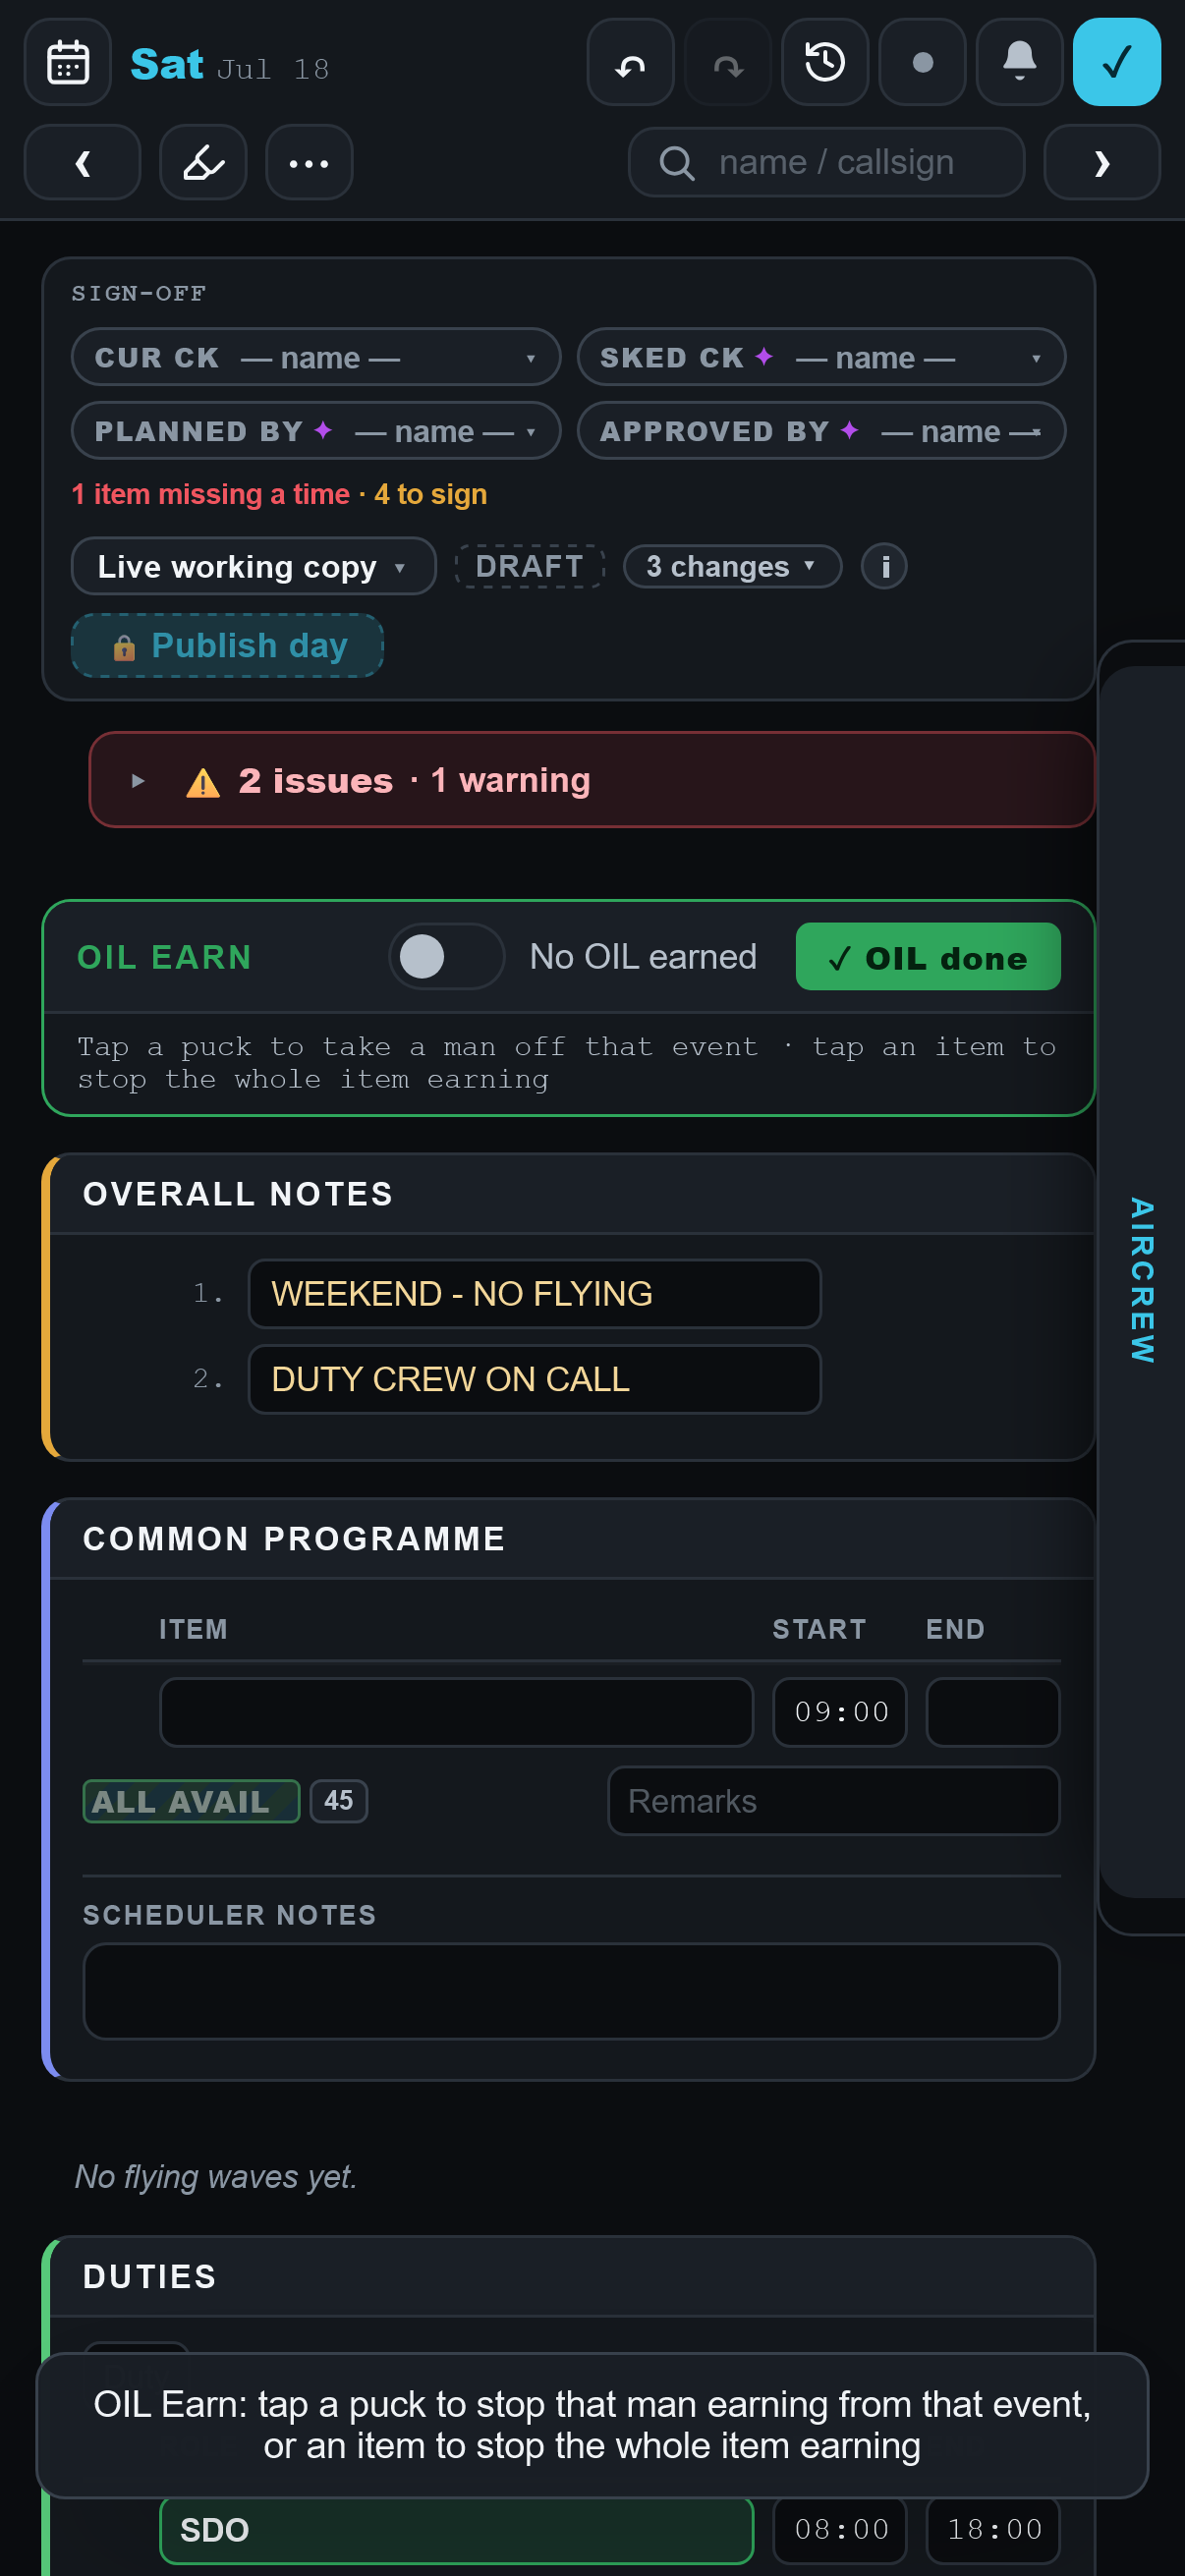 Sat Jul 18
name / callsign
SIGN-OFF
CUR CK — name —
SKED CK ✦ — name —
PLANNED BY ✦ — name —
APPROVED BY ✦ — name —
1 item missing a time · 4 to sign
Live working copy
DRAFT
3 changes
i
Publish day
2 issues · 1 warning
OIL EARN
No OIL earned
✓ OIL done
Tap a puck to take a man off that event · tap an item to
stop the whole item earning
AIRCREW
OVERALL NOTES
1. WEEKEND - NO FLYING
2. DUTY CREW ON CALL
COMMON PROGRAMME
ITEM START END
09:00
ALL AVAIL 45
Remarks
SCHEDULER NOTES
No flying waves yet.
DUTIES
OIL Earn: tap a puck to stop that man earning from that event,
or an item to stop the whole item earning
SDO 08:00 18:00